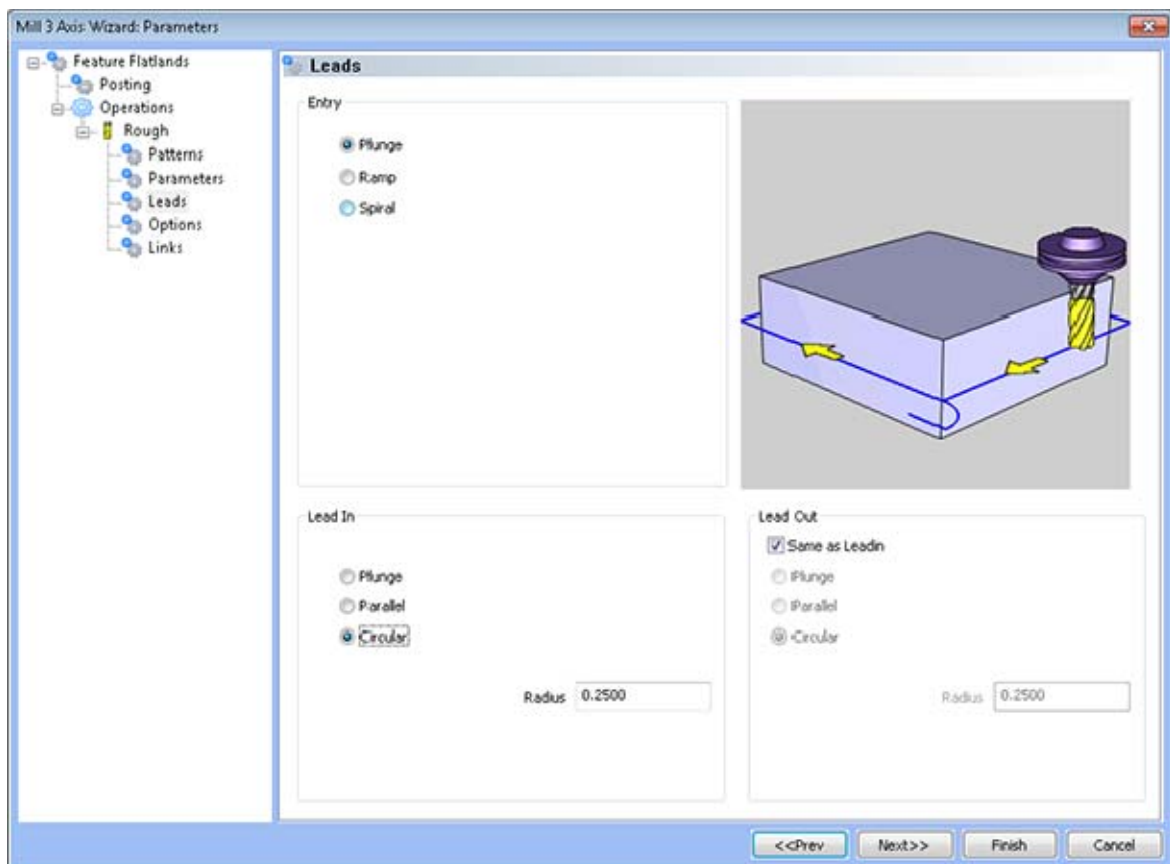 Mill 3 Axis Wizard: Parameters
Feature Flatlands
Posting
Operations
Rough
Patterns
Parameters
Leads
Options
Links
Leads
Entry
Plunge
Ramp
Spiral
Lead In
Plunge
Parallel
Circular
Radius 0.2500
Lead Out
Same as Leadin
Plunge
Parallel
Circular
Radius 0.2500
<<Prev Next>> Finish Cancel